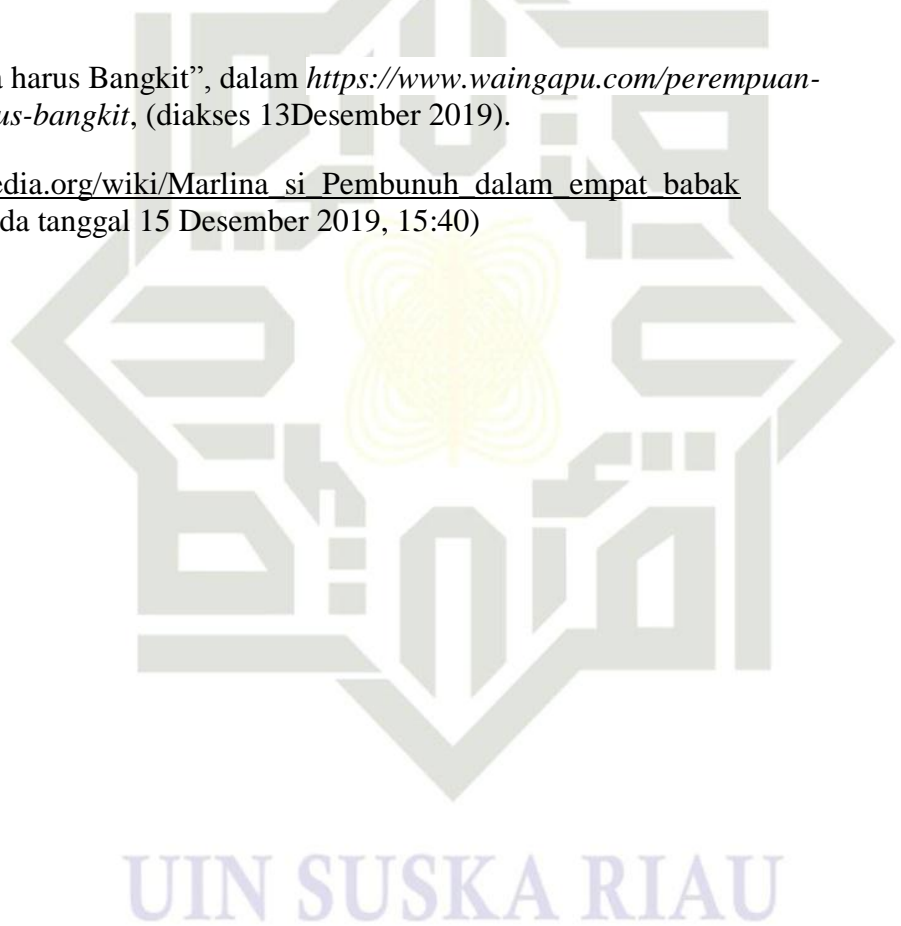 harus Bangkit”, dalam https://www.waingapu.com/perempuan-
us-bangkit, (diakses 13Desember 2019).
edia.org/wiki/Marlina_si_Pembunuh_dalam_empat_babak
da tanggal 15 Desember 2019, 15:40)
UIN SUSKA RIAU